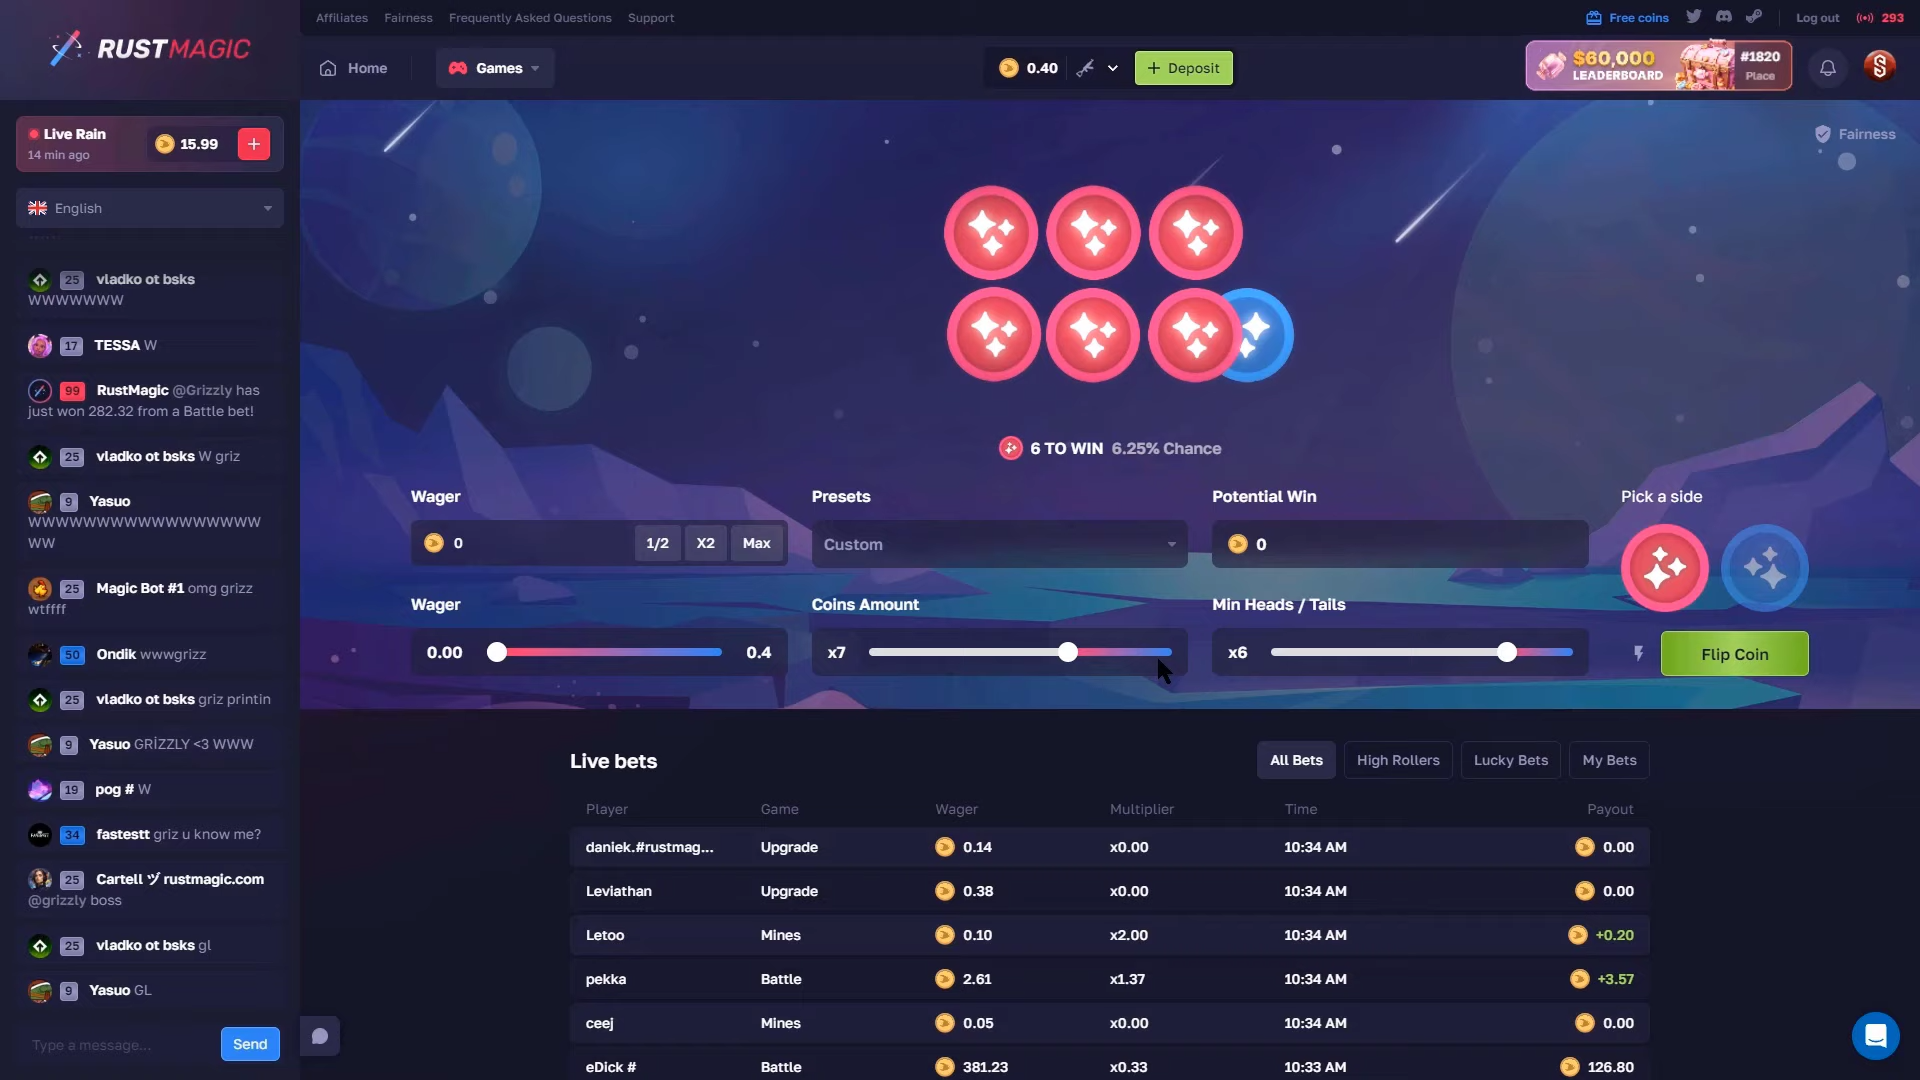 Affiliates Fairness Frequently Asked Questions Support
Free coins Log out 293
RUSTMAGIC
Home Games 0.40 Deposit
$60,000 LEADERBOARD #1820 Place
Live Rain
14 min ago
15.99
English
vladko ot bsks
25
WWWWWWW
17 TESSA W
99 RustMagic @Grizzly has
just won 282.32 from a Battle bet!
25 vladko ot bsks W griz
9 Yasuo
WWWWWWWWWWWWWWWWW
WW
25 Magic Bot #1 omg grizz
wtffff
50 Ondik wwwgrizz
25 vladko ot bsks griz printin
9 Yasuo GRİZZLY <3 WWW
19 pog # W
34 fastestt griz u know me?
25 Cartell ツ rustmagic.com
@grizzly boss
25 vladko ot bsks gl
9 Yasuo GL
Type a message...
Send
Fairness
6 TO WIN 6.25% Chance
Wager
0 1/2 X2 Max
Presets
Custom
Potential Win
0
Pick a side
Wager
0.00 0.4
Coins Amount
x7
Min Heads / Tails
x6
Flip Coin
Live bets
All Bets High Rollers Lucky Bets My Bets
Player Game Wager Multiplier Time Payout
daniek.#rustmag... Upgrade 0.14 x0.00 10:34 AM 0.00
Leviathan Upgrade 0.38 x0.00 10:34 AM 0.00
Letoo Mines 0.10 x2.00 10:34 AM +0.20
pekka Battle 2.61 x1.37 10:34 AM +3.57
ceej Mines 0.05 x0.00 10:34 AM 0.00
eDick # Battle 381.23 x0.33 10:33 AM 126.80